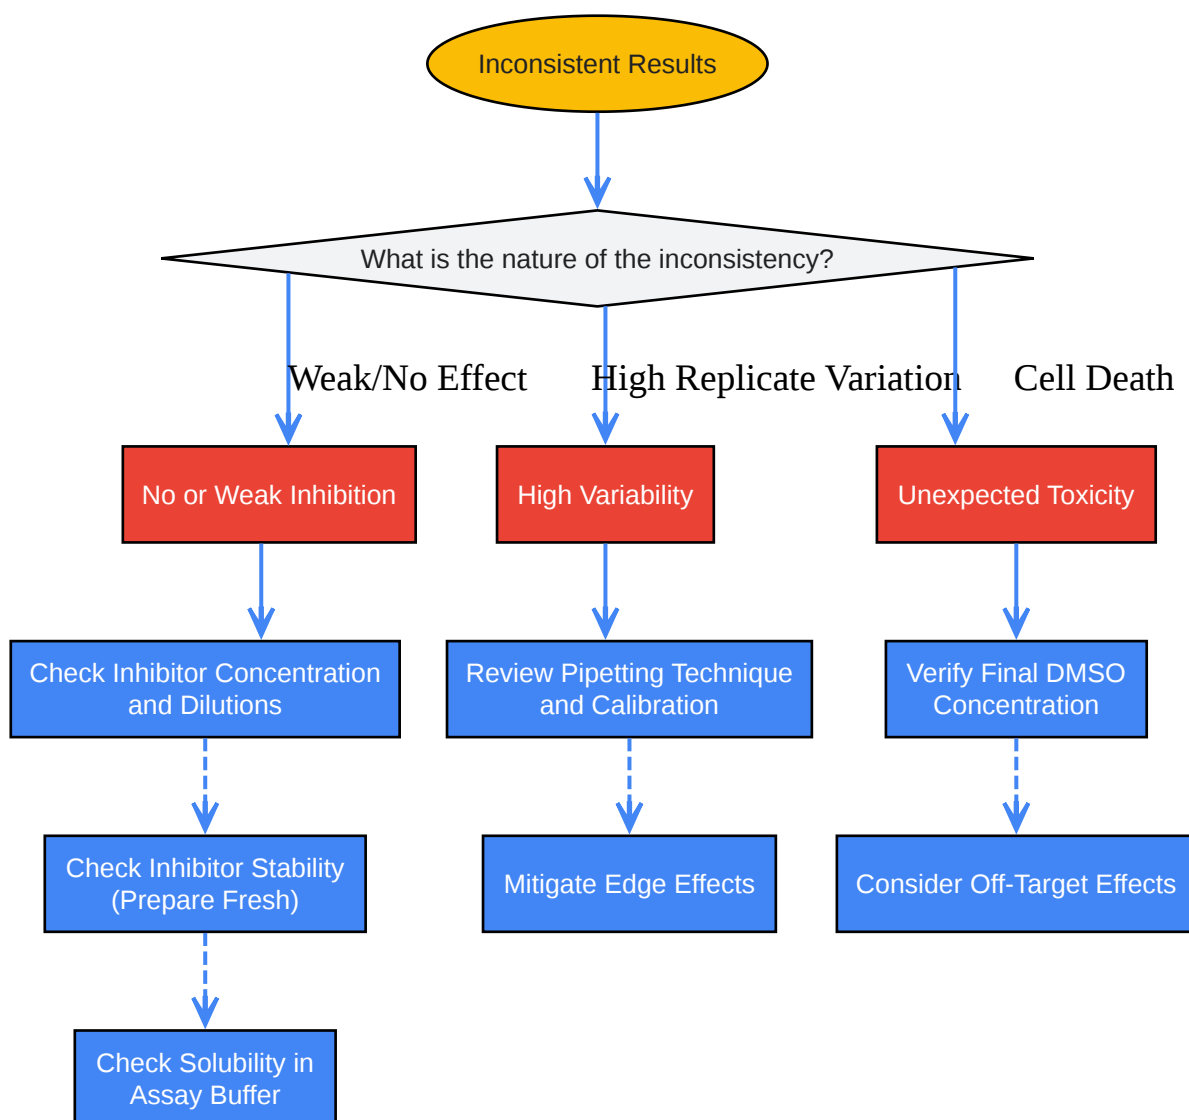 Inconsistent Results
What is the nature of the inconsistency?
Weak/No Effect
High Replicate Variation
Cell Death
No or Weak Inhibition
High Variability
Unexpected Toxicity
Check Inhibitor Concentration
and Dilutions
Review Pipetting Technique
and Calibration
Verify Final DMSO
Concentration
Check Inhibitor Stability
(Prepare Fresh)
Mitigate Edge Effects
Consider Off-Target Effects
Check Solubility in
Assay Buffer